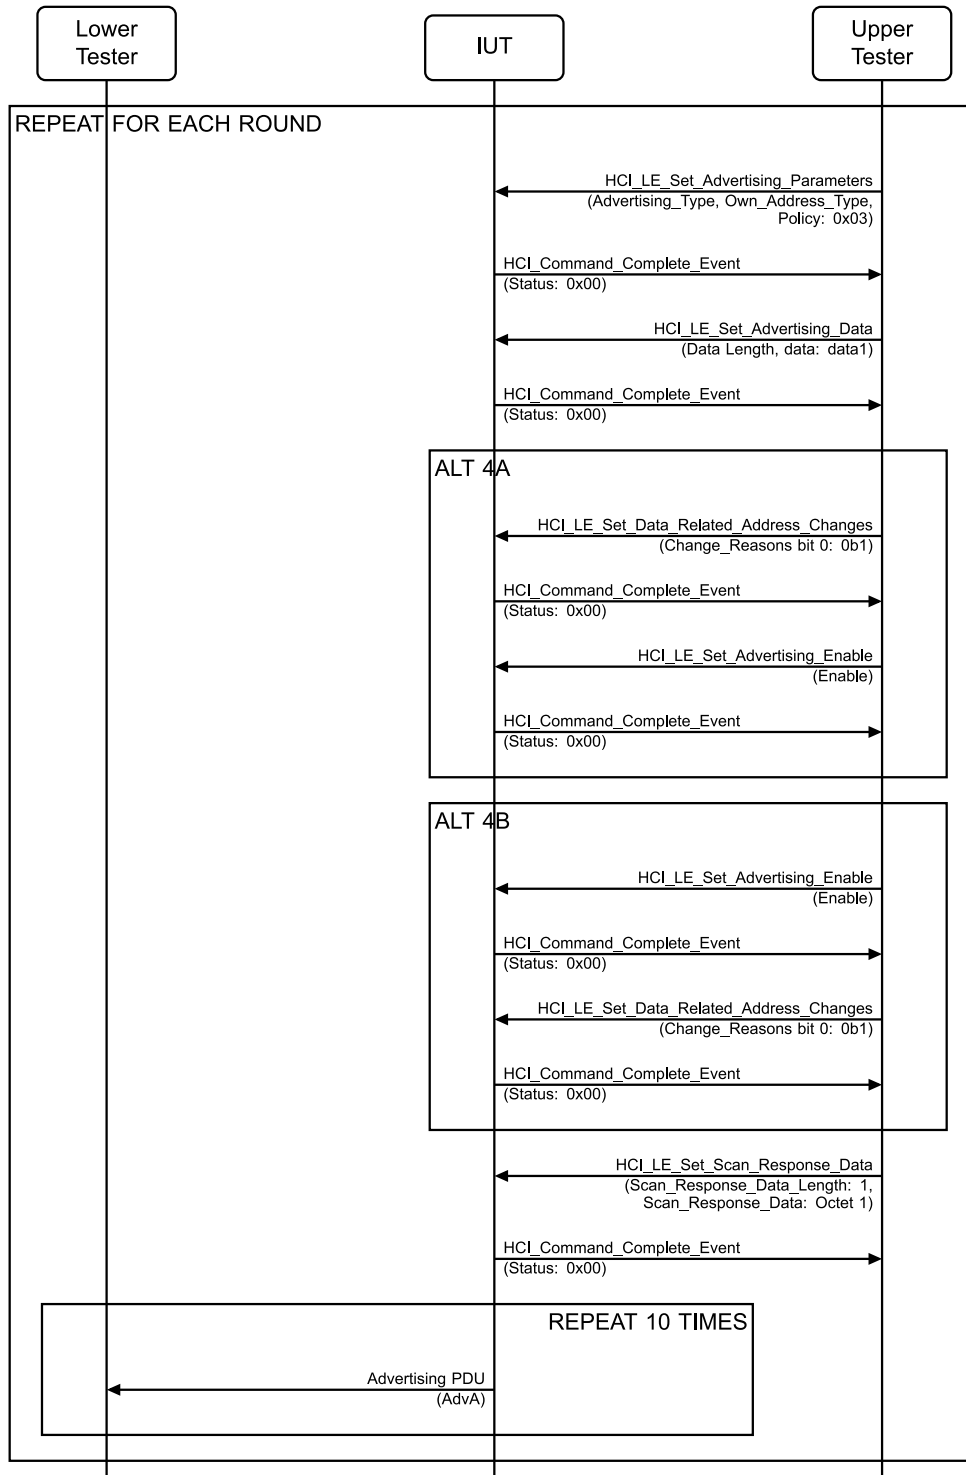 Lower
Tester
IUT
Upper
Tester
REPEAT FOR EACH ROUND
HCI_LE_Set_Advertising_Parameters
(Advertising_Type, Own_Address_Type,
Policy: 0x03)
HCI_Command_Complete_Event
(Status: 0x00)
HCI_LE_Set_Advertising_Data
(Data Length, data: data1)
HCI_Command_Complete_Event
(Status: 0x00)
ALT 4A
HCI_LE_Set_Data_Related_Address_Changes
(Change_Reasons bit 0: 0b1)
HCI_Command_Complete_Event
(Status: 0x00)
HCI_LE_Set_Advertising_Enable
(Enable)
HCI_Command_Complete_Event
(Status: 0x00)
ALT 4B
HCI_LE_Set_Advertising_Enable
(Enable)
HCI_Command_Complete_Event
(Status: 0x00)
HCI_LE_Set_Data_Related_Address_Changes
(Change_Reasons bit 0: 0b1)
HCI_Command_Complete_Event
(Status: 0x00)
HCI_LE_Set_Scan_Response_Data
(Scan_Response_Data_Length: 1,
Scan_Response_Data: Octet 1)
HCI_Command_Complete_Event
(Status: 0x00)
REPEAT 10 TIMES
Advertising PDU
(AdvA)